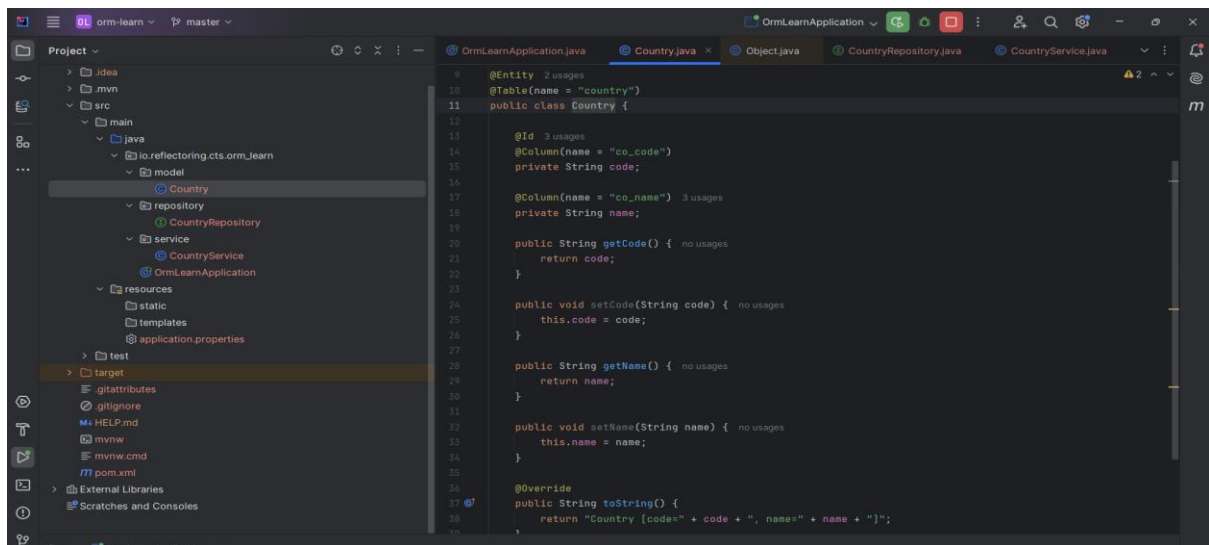 OL orm-learn master OrmLearnApplication
Project
OrmLearnApplication.java Country.java Object.java CountryRepository.java CountryService.java
.idea
.mvn
src
main
java
io.reflectoring.cts.orm_learn
model
Country
repository
CountryRepository
service
CountryService
OrmLearnApplication
resources
static
templates
application.properties
test
target
.gitattributes
.gitignore
M↓ HELP.md
mvnw
mvnw.cmd
m pom.xml
External Libraries
Scratches and Consoles
9 @Entity 2 usages
10 @Table(name = "country")
11 public class Country {
12
13 @Id 3 usages
14 @Column(name = "co_code")
15 private String code;
16
17 @Column(name = "co_name") 3 usages
18 private String name;
19
20 public String getCode() { no usages
21 return code;
22 }
23
24 public void setCode(String code) { no usages
25 this.code = code;
26 }
27
28 public String getName() { no usages
29 return name;
30 }
31
32 public void setName(String name) { no usages
33 this.name = name;
34 }
35
36 @Override
37 public String toString() {
38 return "Country [code=" + code + ", name=" + name + "]";
2
m